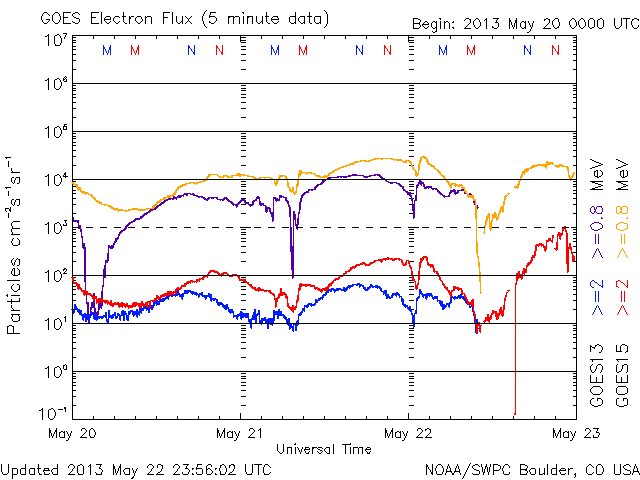 GOES Electron Flux (5 minute data)
Begin: 2013 May 20 0000 UTC
M M N N M M N N M M N N
10⁷
10⁶
10⁵
10⁴
10³
10²
10¹
10⁰
10⁻¹
Particles cm⁻²s⁻¹sr⁻¹
May 20 May 21 May 22 May 23
Universal Time
GOES13 >=2 >=0.8 MeV
GOES15 >=2 >=0.8 MeV
Updated 2013 May 22 23:56:02 UTC
NOAA/SWPC Boulder, CO USA